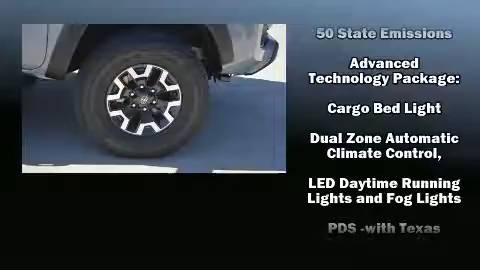 50 State Emissions
Advanced
Technology Package:
Cargo Bed Light
Dual Zone Automatic
Climate Control,
LED Daytime Running
Lights and Fog Lights
PDS -with Texas